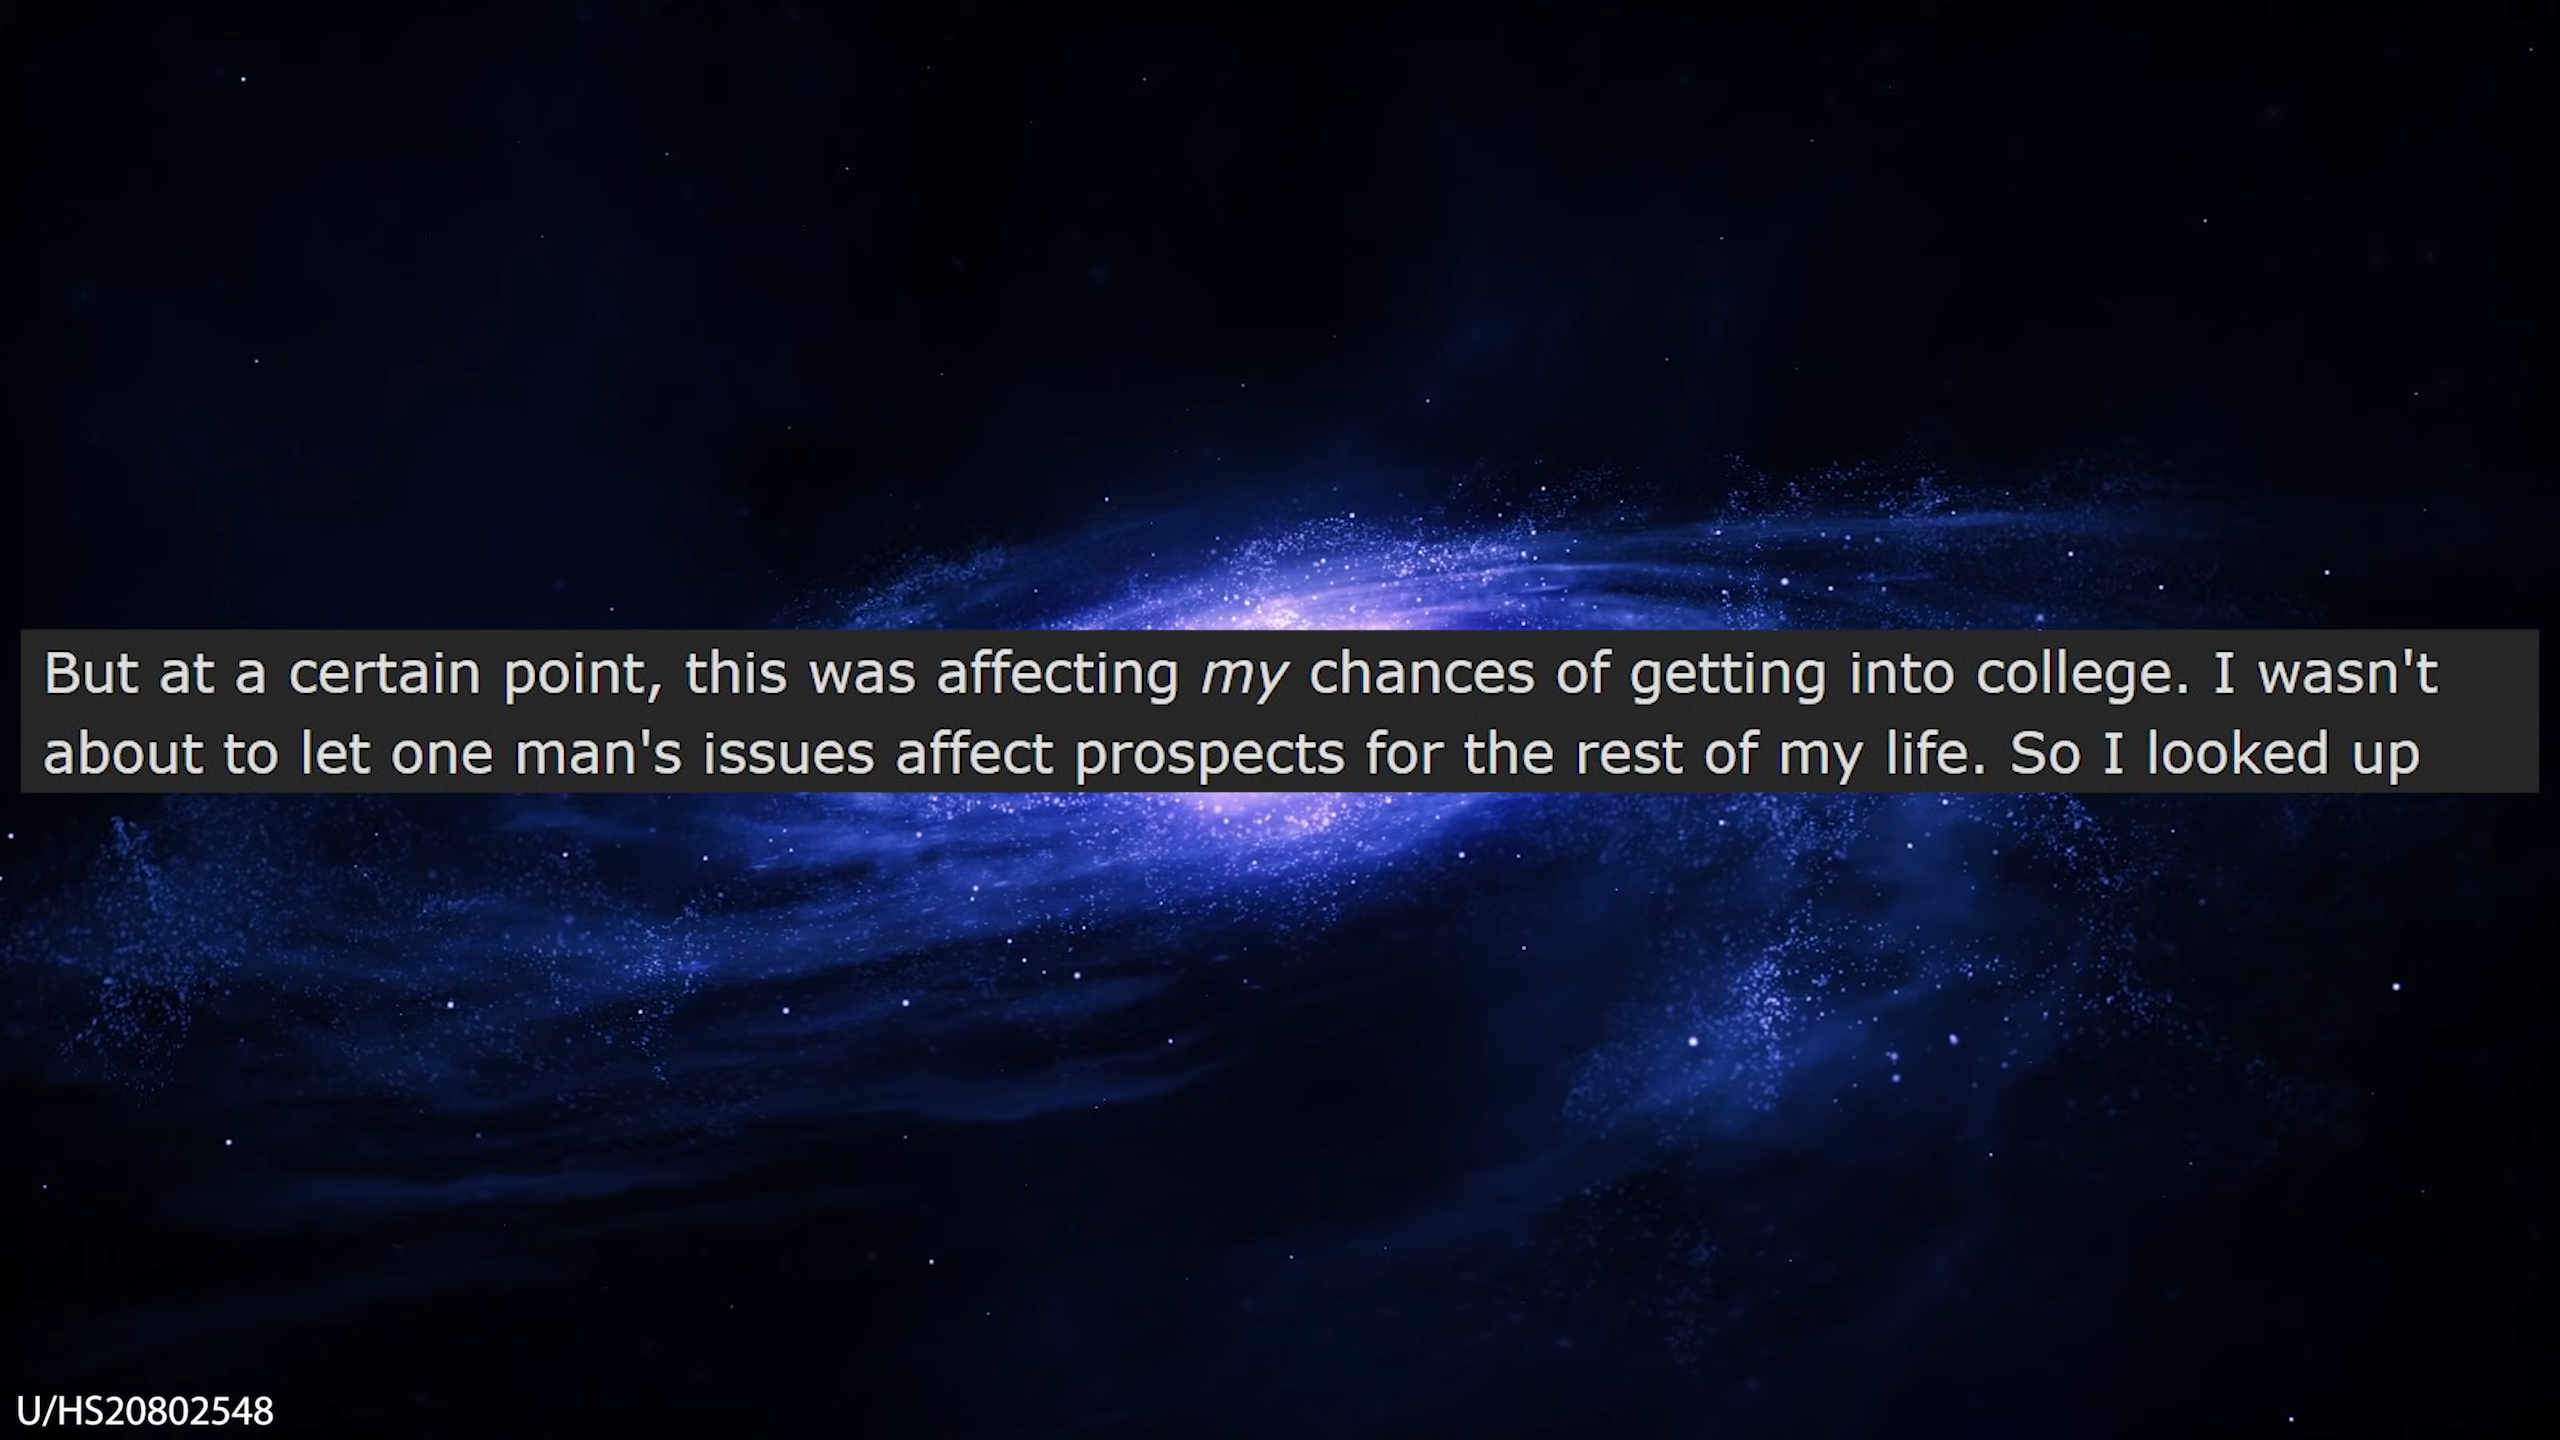 But at a certain point, this was affecting my chances of getting into college. I wasn't
about to let one man's issues affect prospects for the rest of my life. So I looked up
U/HS20802548